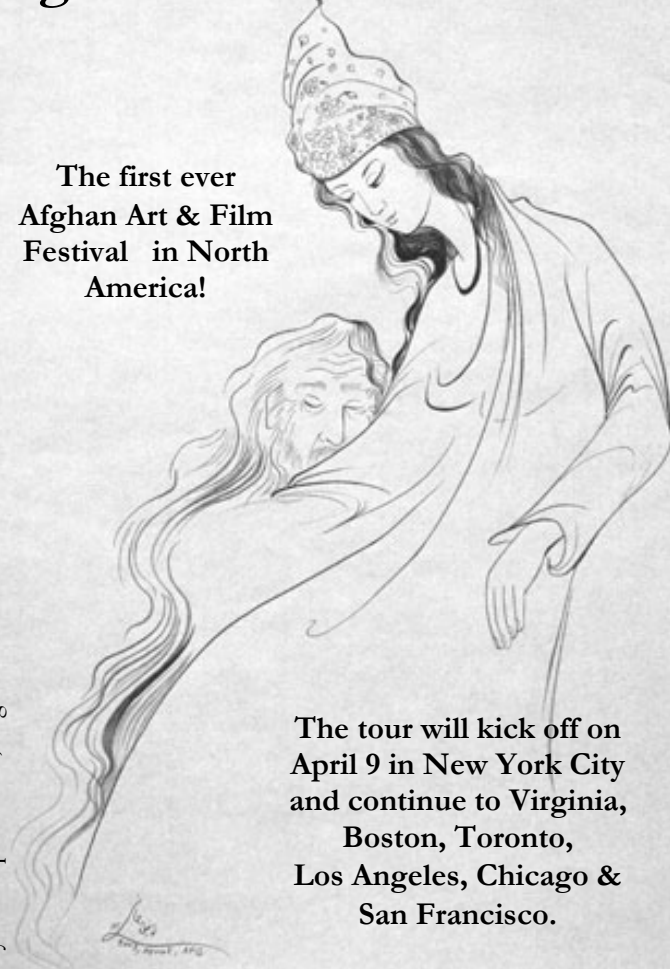 The first ever
Afghan Art & Film
Festival in North
America!
The tour will kick off on
April 9 in New York City
and continue to Virginia,
Boston, Toronto,
Los Angeles, Chicago &
San Francisco.